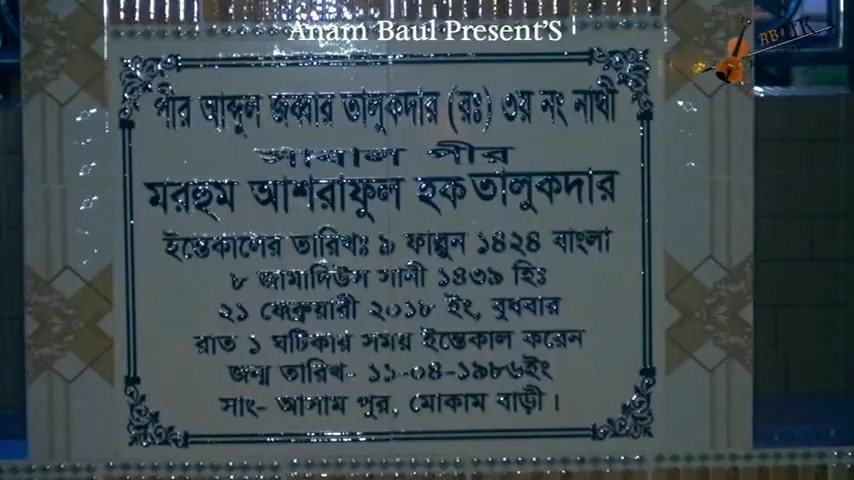 Anam Baul Present'S
পীর আব্দুল জব্বার তালুকদার (রঃ) ৩য় নং নাথী
পীর
মরহুম আশরাফুল হক তালুকদার
ইন্তেকালের তারিখঃ ৯ ফাল্গুন ১৪২৪ বাংলা
৮ জামাদিউস সানী ১৪৩৯ হিঃ
২১ ফেব্রুয়ারী ২০১৮ ইং, বুধবার
রাত ১ ঘটিকার সময় ইন্তেকাল করেন
জন্ম তারিখ- ১১-০৪-১৯৮৬ইং
সাং- আসাম পুর, মোকাম বাড়ী।